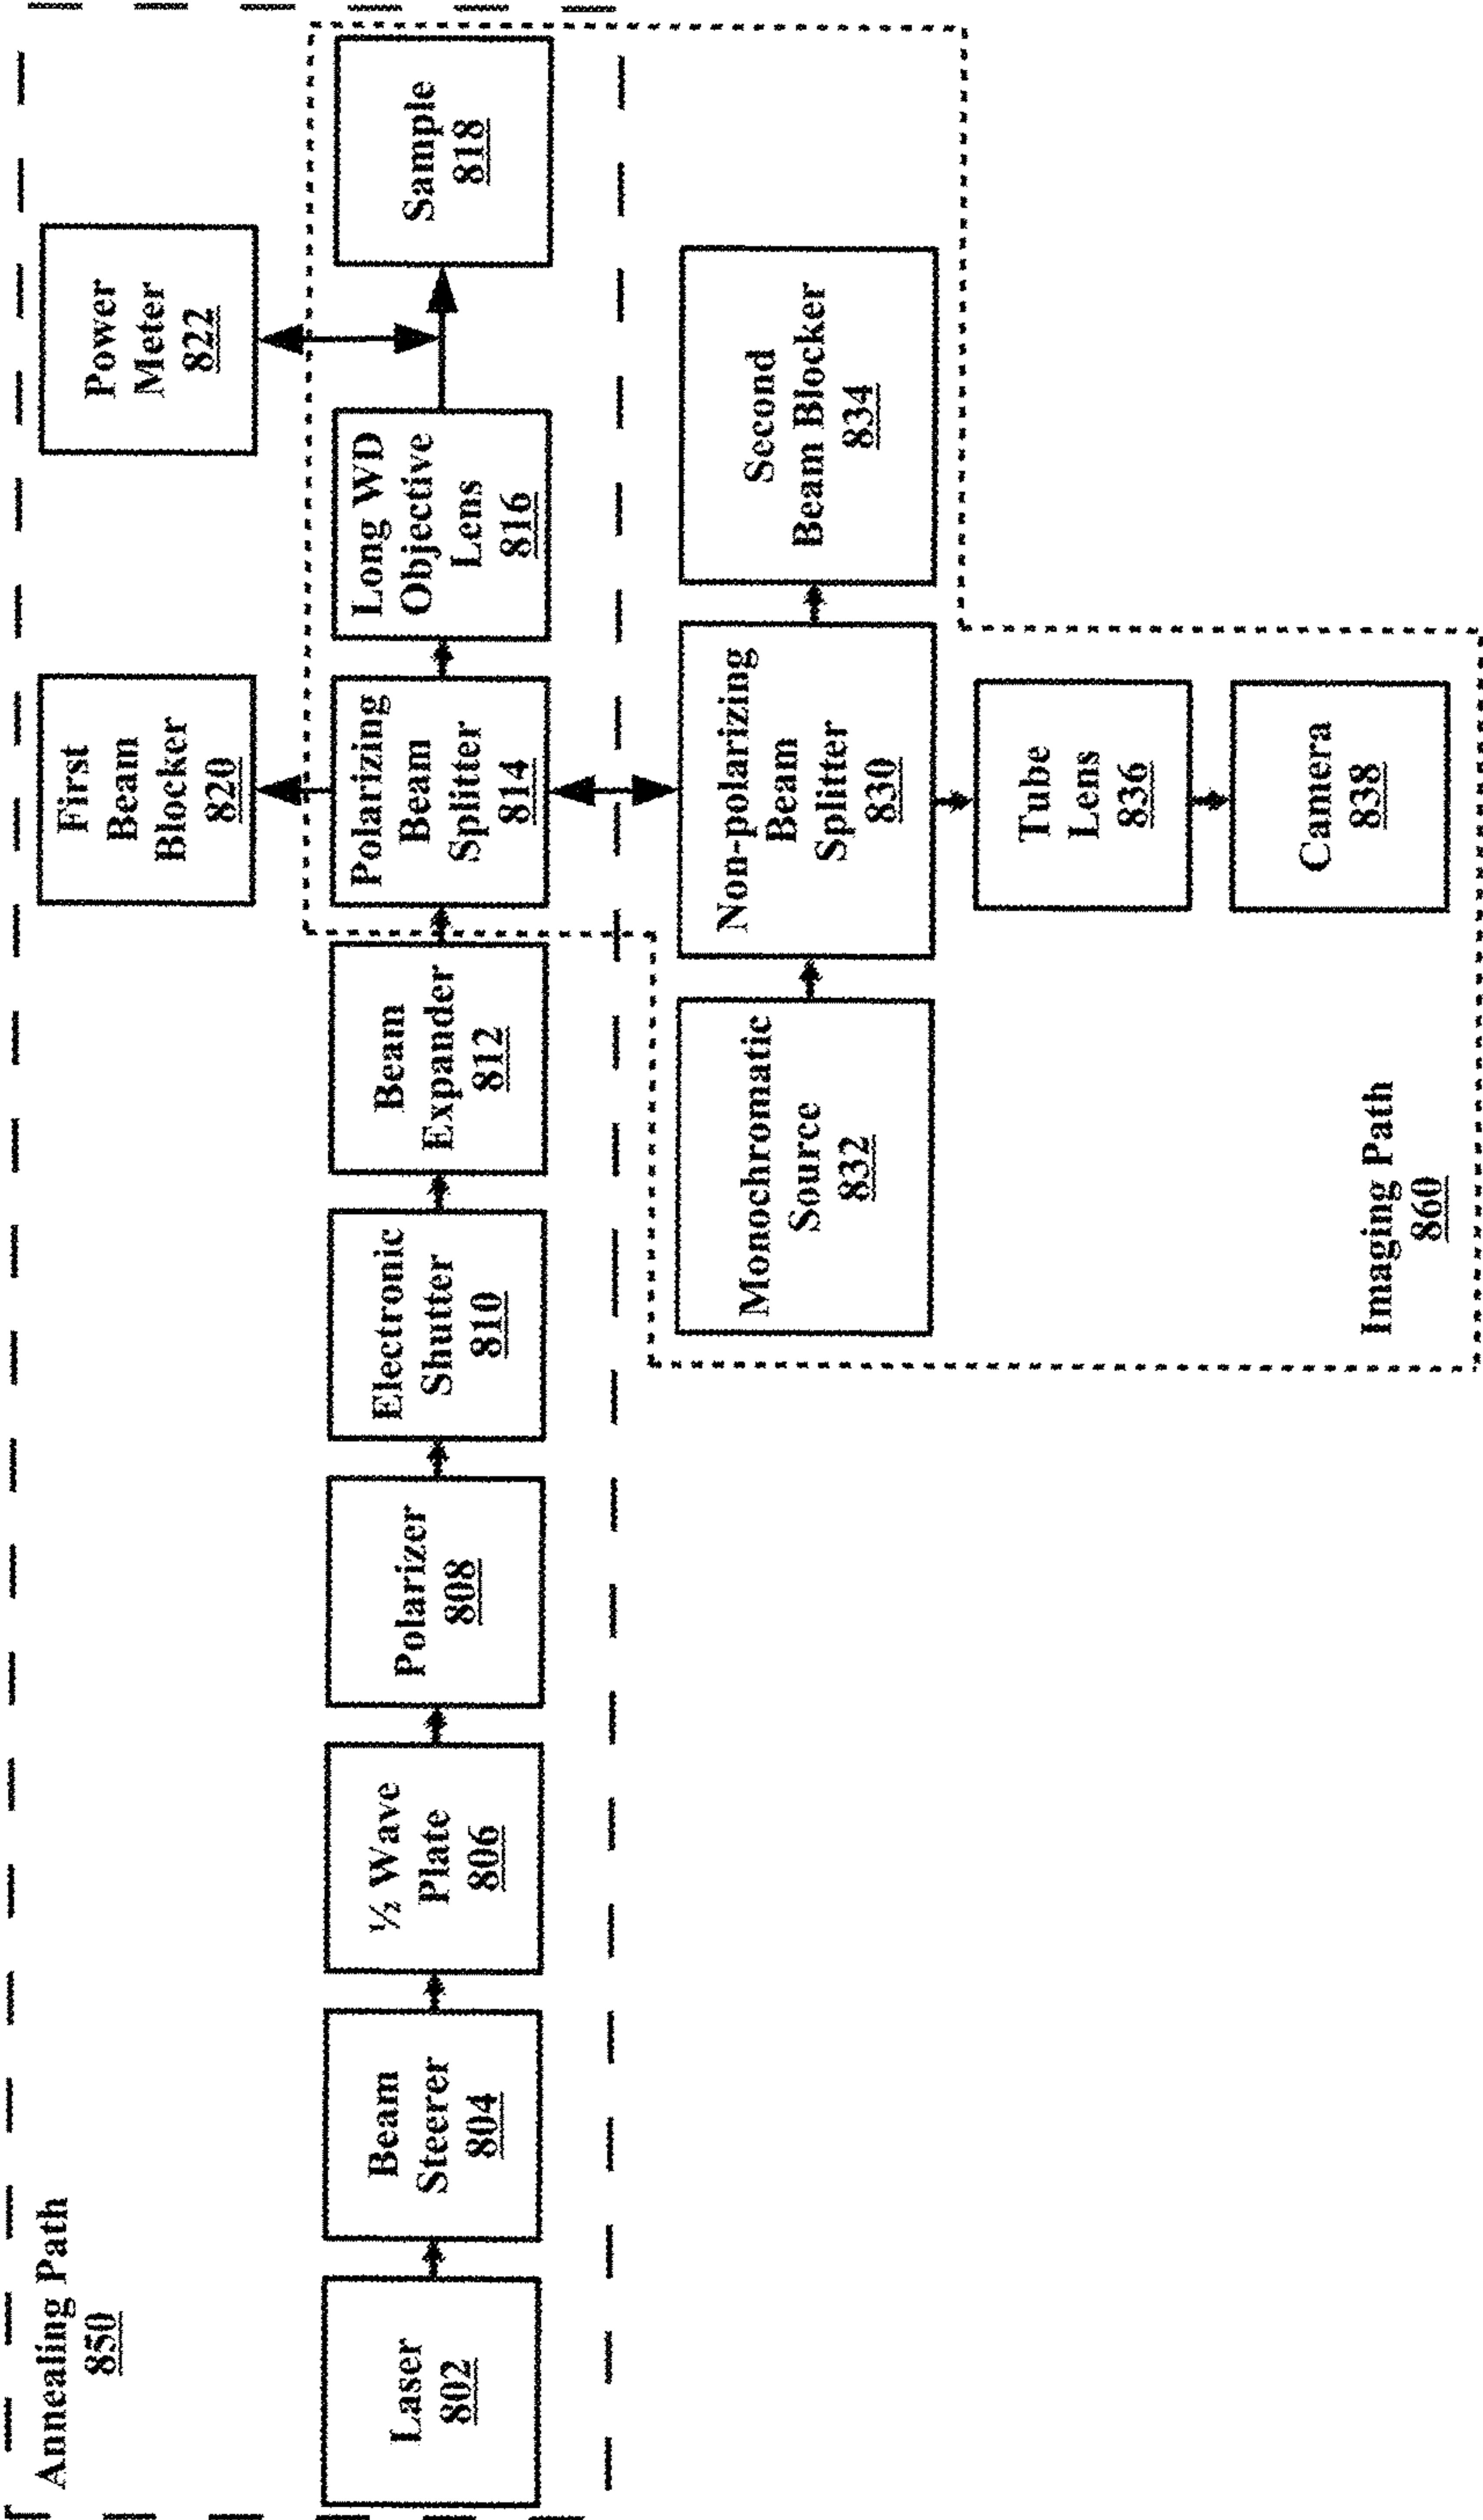 Annealing Path
850
First
Beam
Blocker
820
Power
Meter
822
Laser
802
Beam
Steerer
804
½ Wave
Plate
806
Polarizer
808
Electronic
Shutter
810
Beam
Expander
812
Polarizing
Beam
Splitter
814
Long WD
Objective
Lens
816
Sample
818
Monochromatic
Source
832
Non-polarizing
Beam
Splitter
830
Second
Beam Blocker
834
Tube
Lens
836
Camera
838
Imaging Path
860